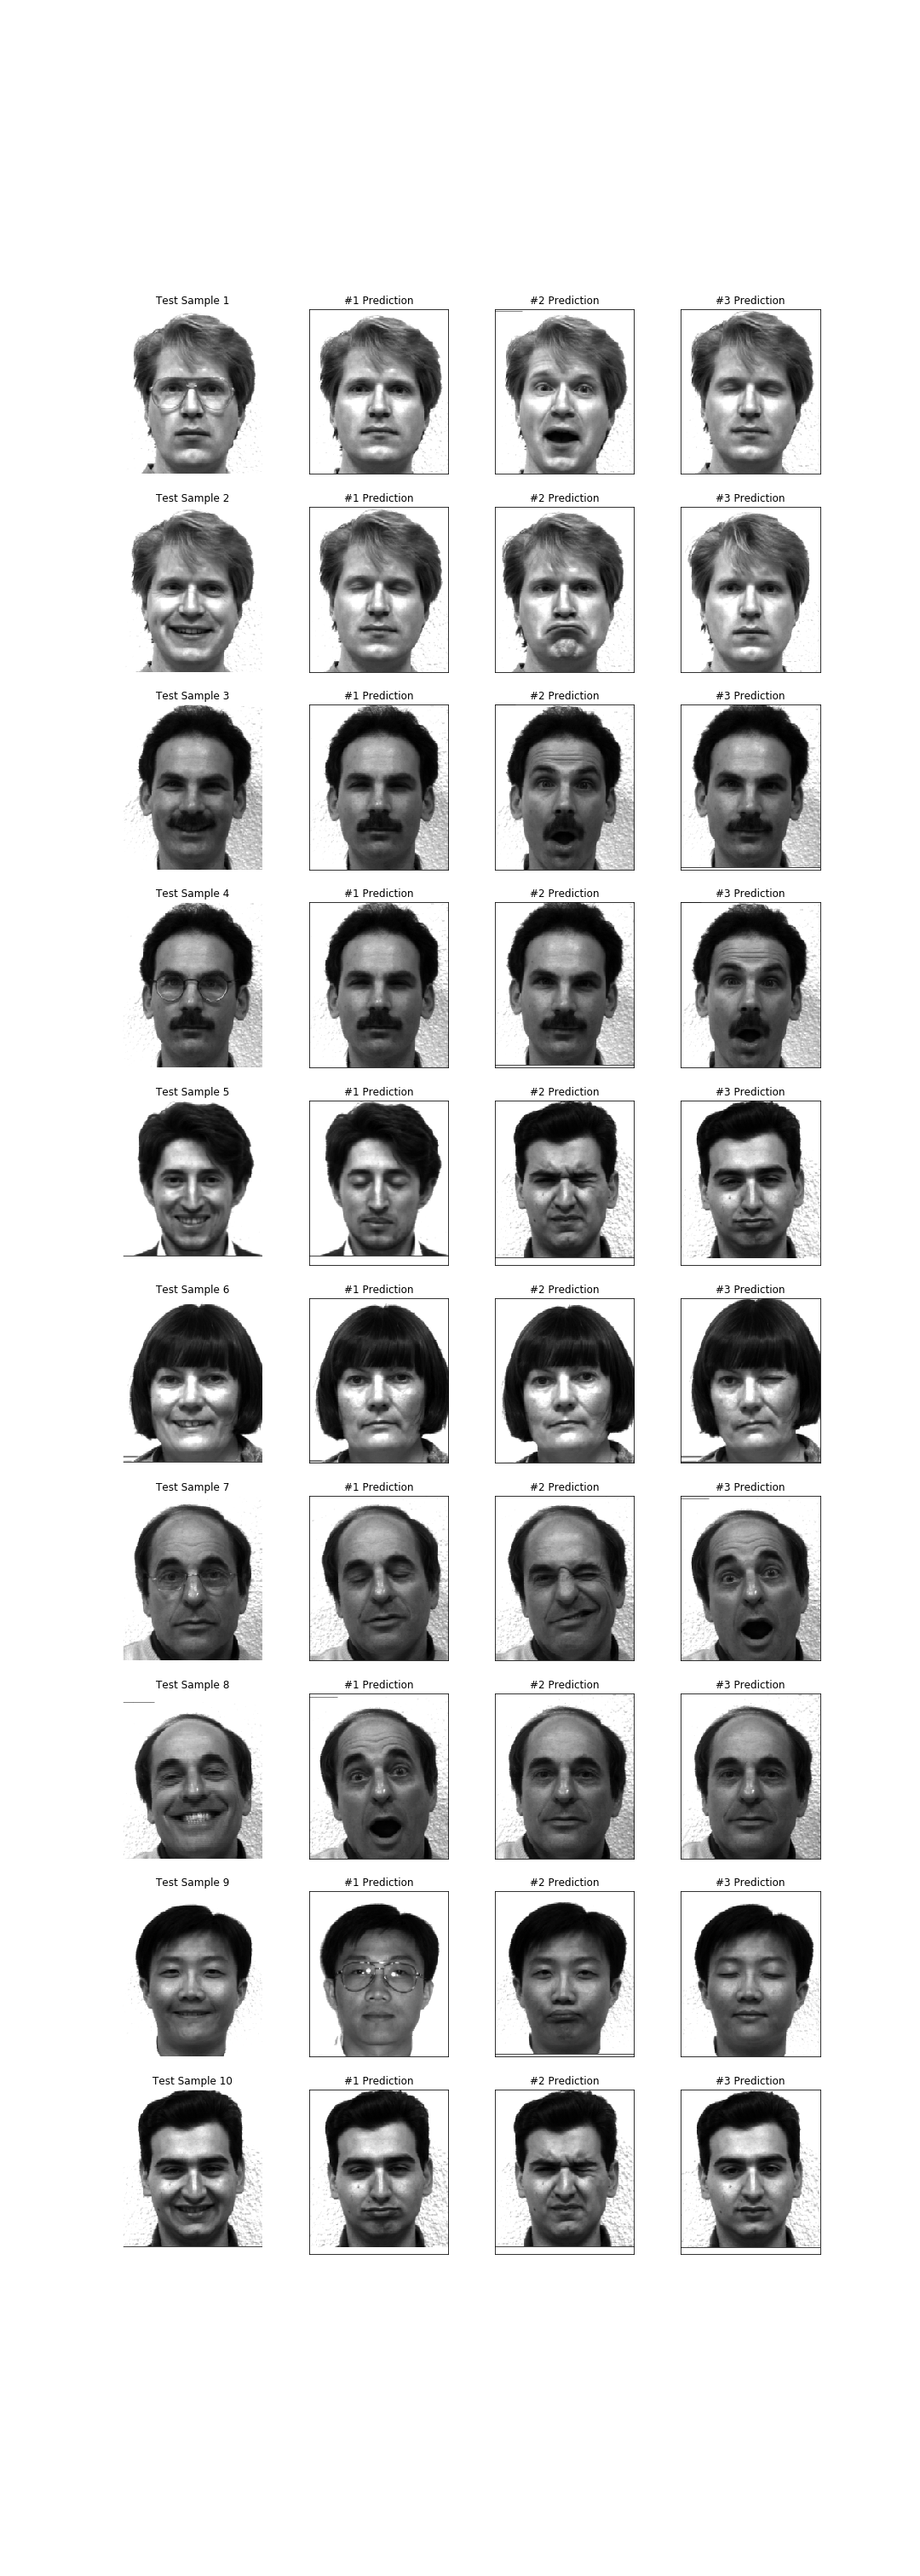 Test Sample 1 #1 Prediction #2 Prediction #3 Prediction
Test Sample 2 #1 Prediction #2 Prediction #3 Prediction
Test Sample 3 #1 Prediction #2 Prediction #3 Prediction
Test Sample 4 #1 Prediction #2 Prediction #3 Prediction
Test Sample 5 #1 Prediction #2 Prediction #3 Prediction
Test Sample 6 #1 Prediction #2 Prediction #3 Prediction
Test Sample 7 #1 Prediction #2 Prediction #3 Prediction
Test Sample 8 #1 Prediction #2 Prediction #3 Prediction
Test Sample 9 #1 Prediction #2 Prediction #3 Prediction
Test Sample 10 #1 Prediction #2 Prediction #3 Prediction